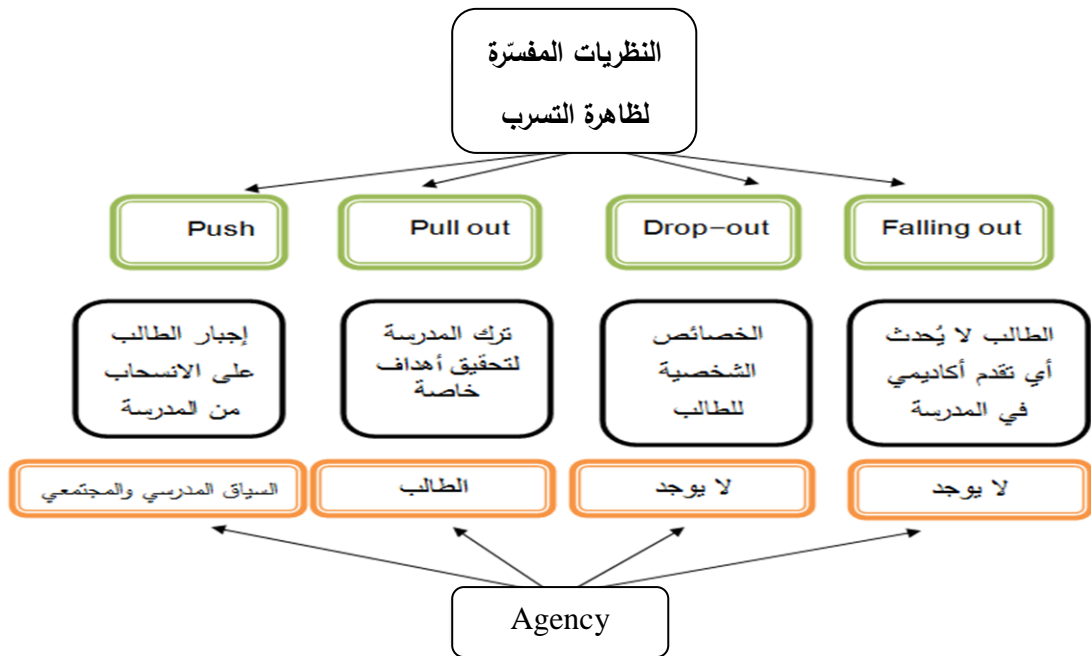 النظريات المفسّرة
لظاهرة التسرب
Push
Pull out
Drop-out
Falling out
إجبار الطالب
على الانسحاب
من المدرسة
ترك المدرسة
لتحقيق أهداف
خاصة
الخصائص
الشخصية
للطالب
الطالب لا يُحدث
أي تقدم أكاديمي
في المدرسة
السياق المدرسي والمجتمعي
الطالب
لا يوجد
لا يوجد
Agency